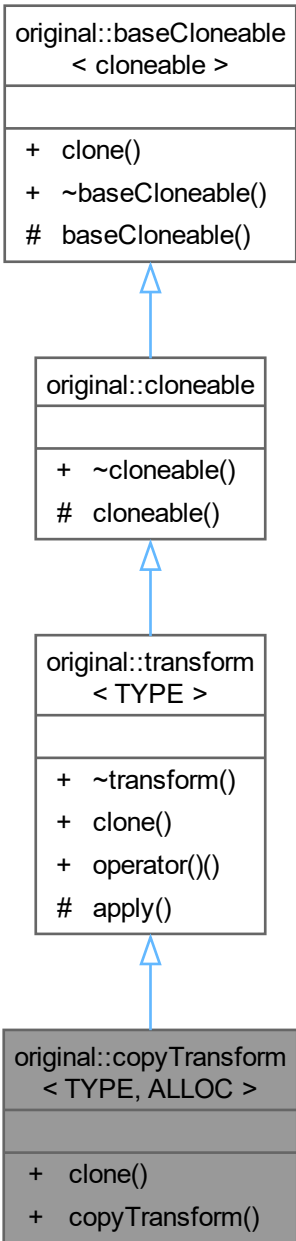 original::baseCloneable
< cloneable >
+ clone()
+ ~baseCloneable()
# baseCloneable()
original::cloneable
+ ~cloneable()
# cloneable()
original::transform
< TYPE >
+ ~transform()
+ clone()
+ operator()()
# apply()
original::copyTransform
< TYPE, ALLOC >
+ clone()
+ copyTransform()